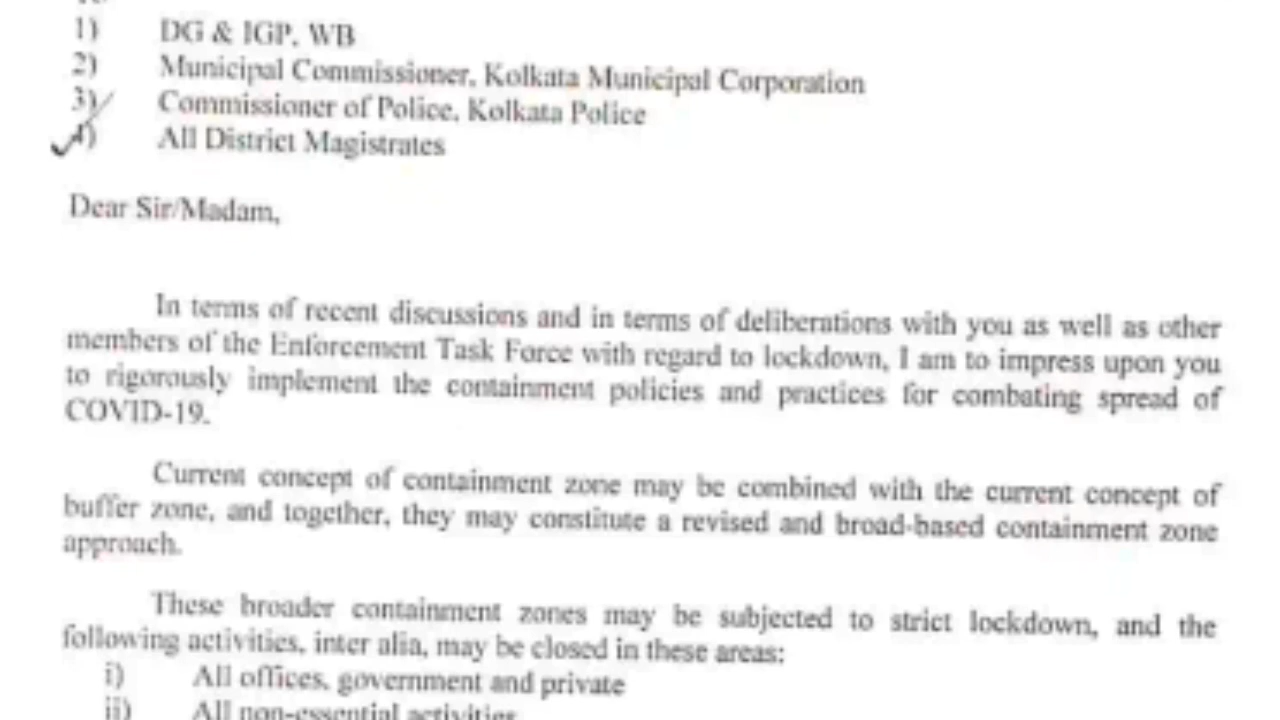 1) DG & IGP, WB
2) Municipal Commissioner, Kolkata Municipal Corporation
3) Commissioner of Police, Kolkata Police
4) All District Magistrates
Dear Sir/Madam,
In terms of recent discussions and in terms of deliberations with you as well as other
members of the Enforcement Task Force with regard to lockdown, I am to impress upon you
to rigorously implement the containment policies and practices for combating spread of
COVID-19.
Current concept of containment zone may be combined with the current concept of
buffer zone, and together, they may constitute a revised and broad-based containment zone
approach.
These broader containment zones may be subjected to strict lockdown, and the
following activities, inter alia, may be closed in these areas:
i) All offices, government and private
ii) All non-essential activities